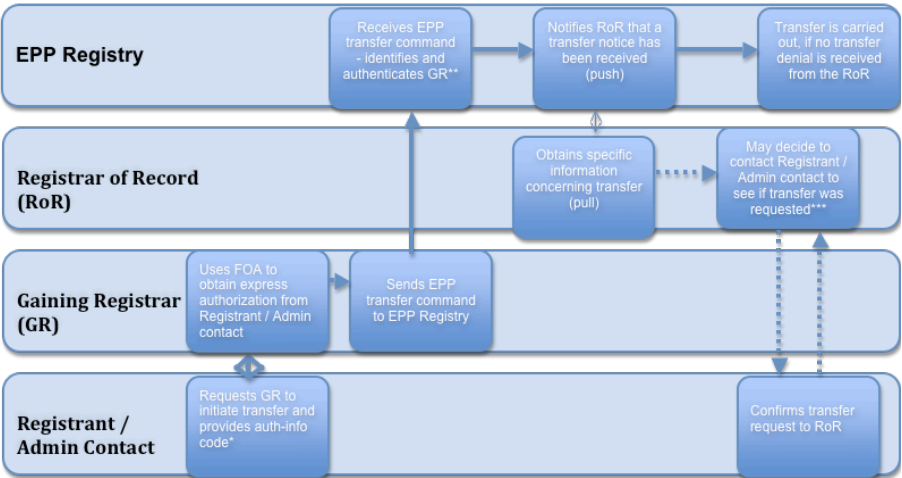 EPP Registry
Receives EPP
transfer command
- identifies and
authenticates GR**
Notifies RoR that a
transfer notice has
been received
(push)
Transfer is carried
out, if no transfer
denial is received
from the RoR
Registrar of Record
(RoR)
Obtains specific
information
concerning transfer
(pull)
May decide to
contact Registrant /
Admin contact to
see if transfer was
requested***
Gaining Registrar
(GR)
Uses FOA to
obtain express
authorization from
Registrant / Admin
contact
Sends EPP
transfer command
to EPP Registry
Registrant /
Admin Contact
Requests GR to
initiate transfer and
provides auth-info
code*
Confirms transfer
request to RoR